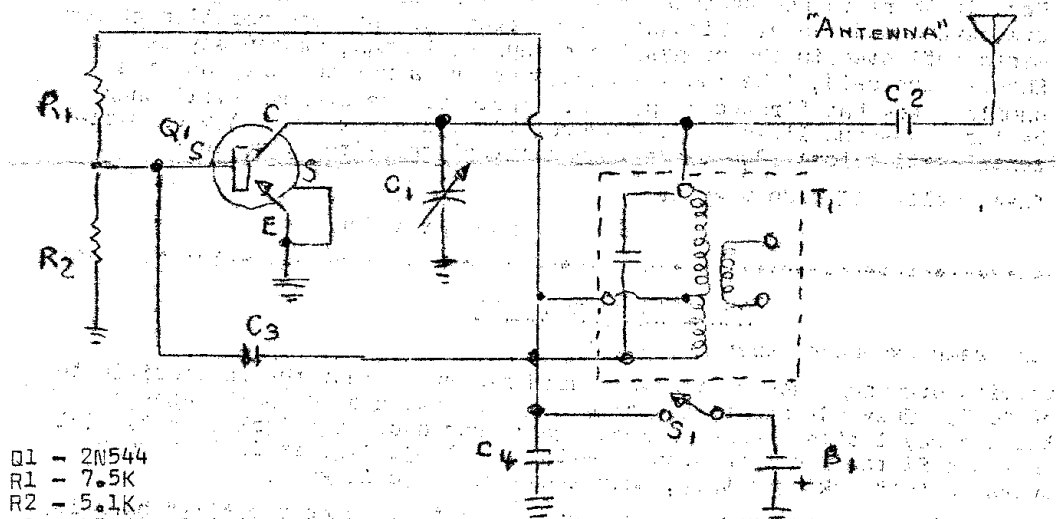 "ANTENNA"
C2
R1
Q1
C
S
S
E
C1
T1
R2
C3
S1
C4
B1
+
Q1 - 2N544
R1 - 7.5K
R2 - 5.1K